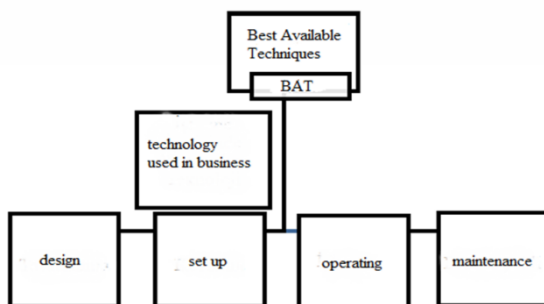 Best Available
Techniques
BAT
technology
used in business
design
set up
operating
maintenance